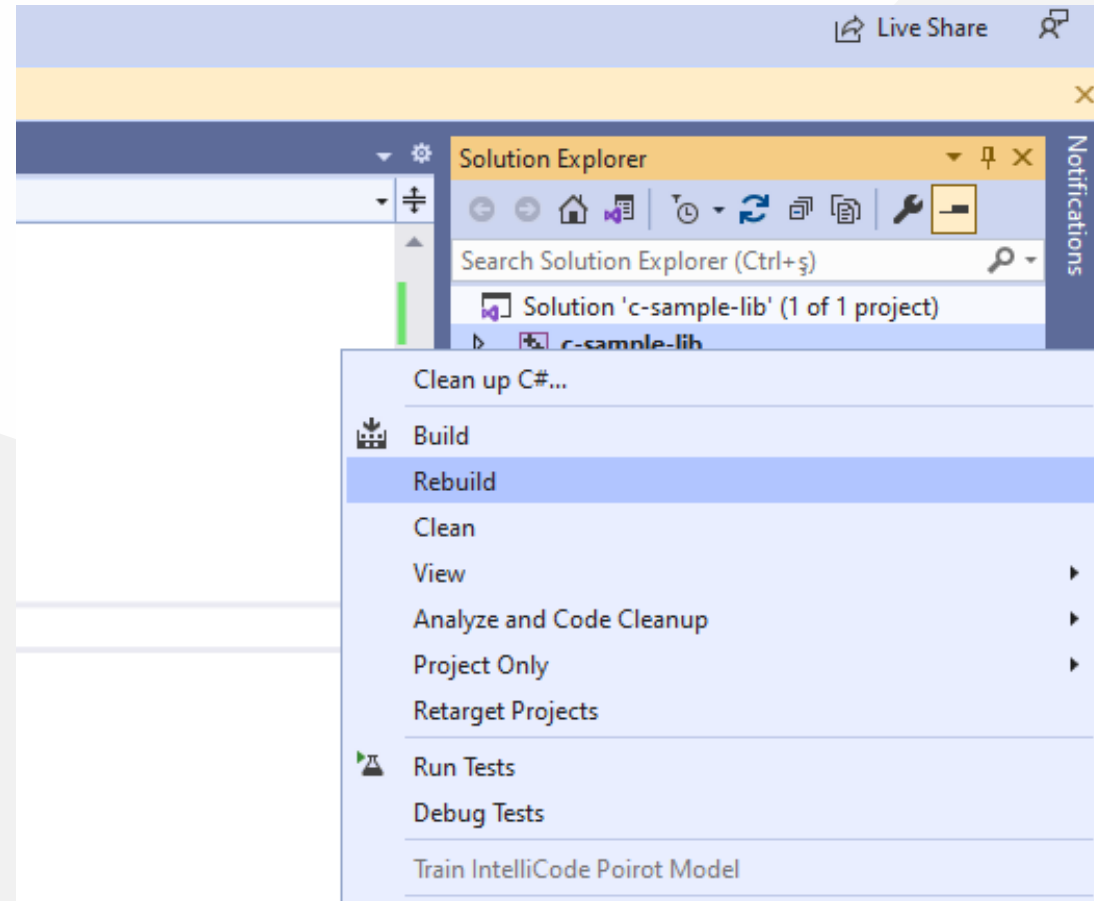 Live Share
Solution Explorer
Notifications
Search Solution Explorer (Ctrl+ş)
Solution 'c-sample-lib' (1 of 1 project)
c-sample-lib
Clean up C#...
Build
Rebuild
Clean
View
Analyze and Code Cleanup
Project Only
Retarget Projects
Run Tests
Debug Tests
Train IntelliCode Poirot Model